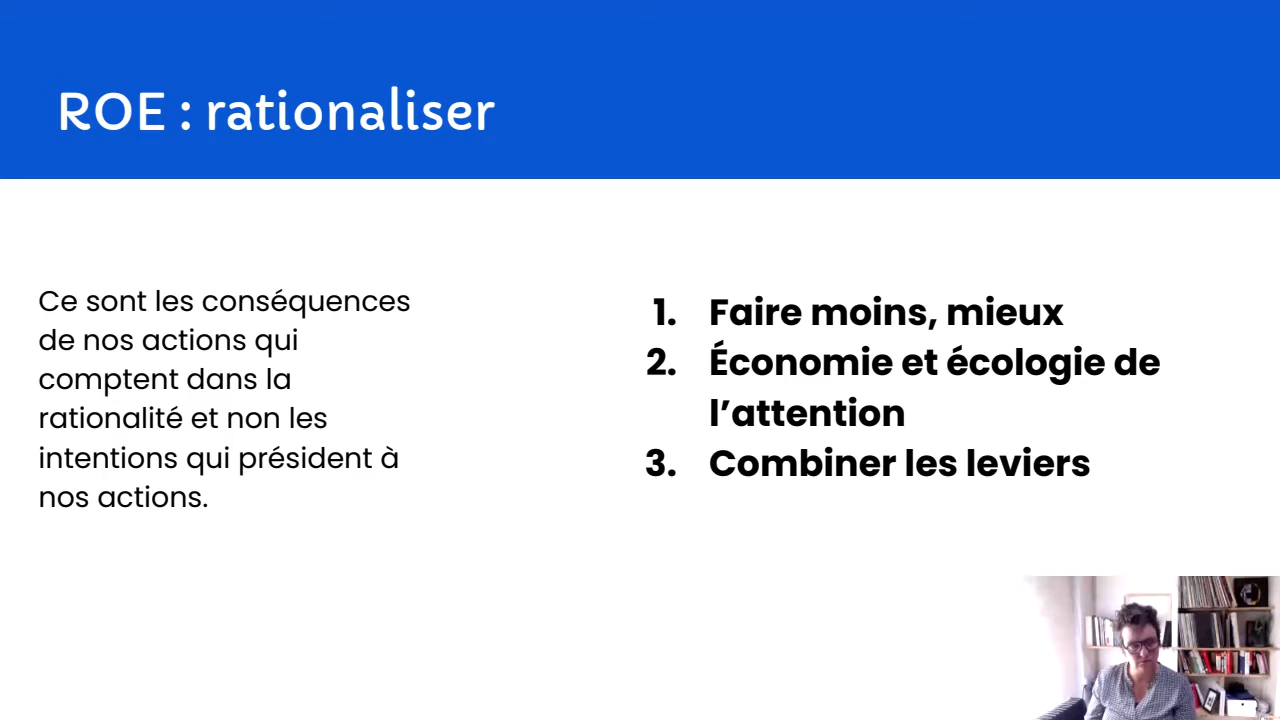 ROE : rationaliser
Ce sont les conséquences
de nos actions qui
comptent dans la
rationalité et non les
intentions qui président à
nos actions.
1. Faire moins, mieux
2. Économie et écologie de
l’attention
3. Combiner les leviers